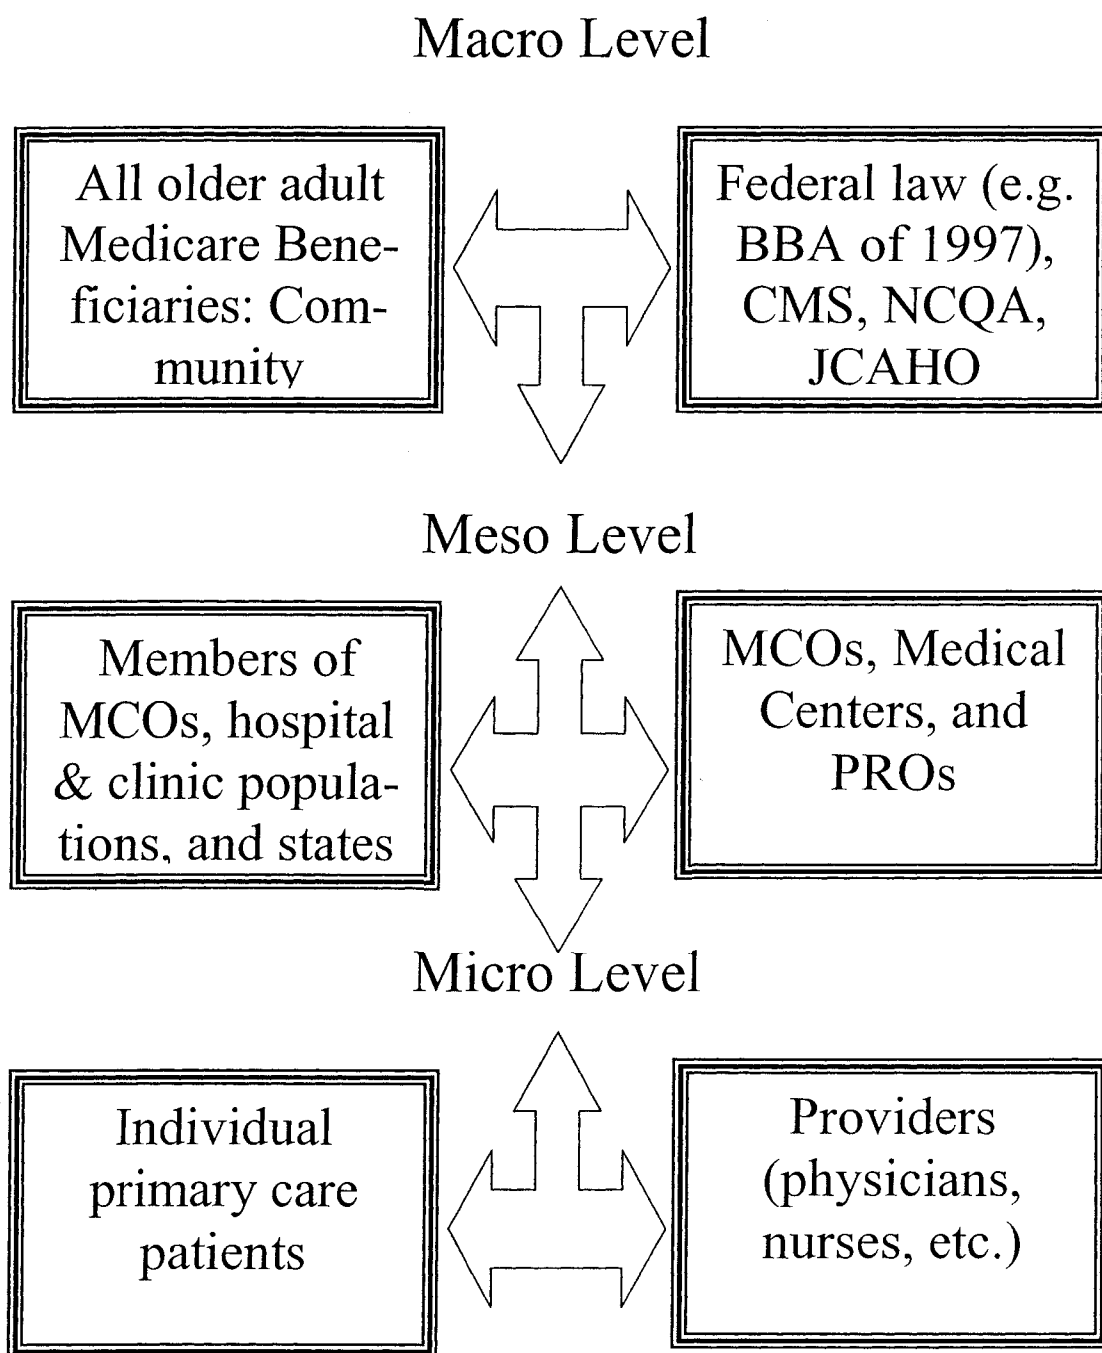 Macro Level
All older adult
Medicare Bene-
ficiaries: Com-
munity
Federal law (e.g.
BBA of 1997),
CMS, NCQA,
JCAHO
Meso Level
Members of
MCOs, hospital
& clinic popula-
tions, and states
MCOs, Medical
Centers, and
PROs
Micro Level
Individual
primary care
patients
Providers
(physicians,
nurses, etc.)